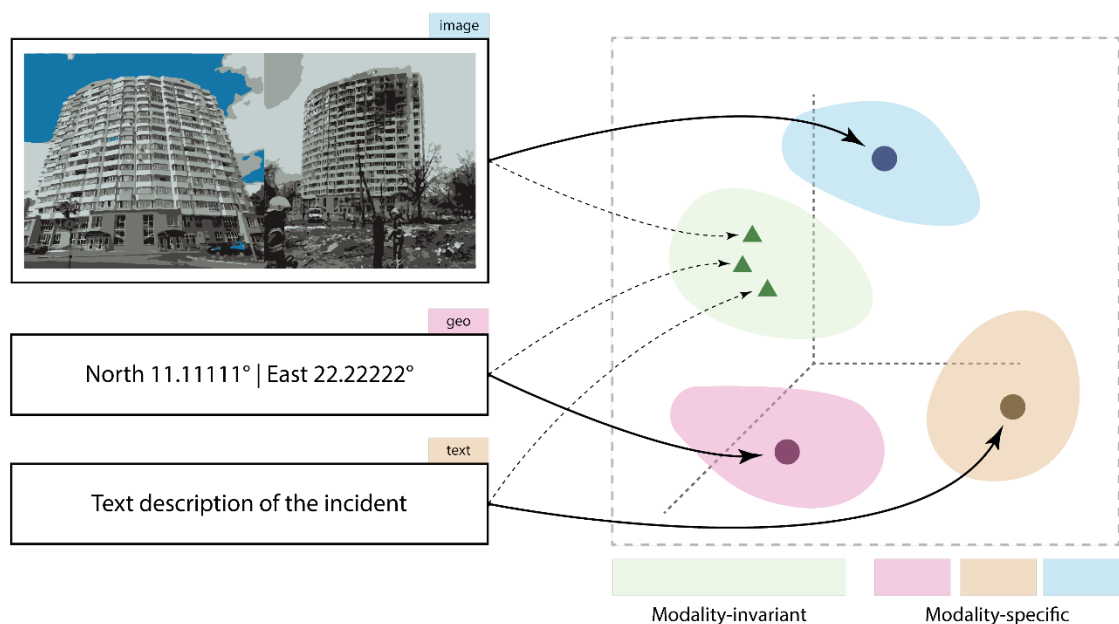 image
geo
North 11.11111° | East 22.22222°
text
Text description of the incident
Modality-invariant
Modality-specific